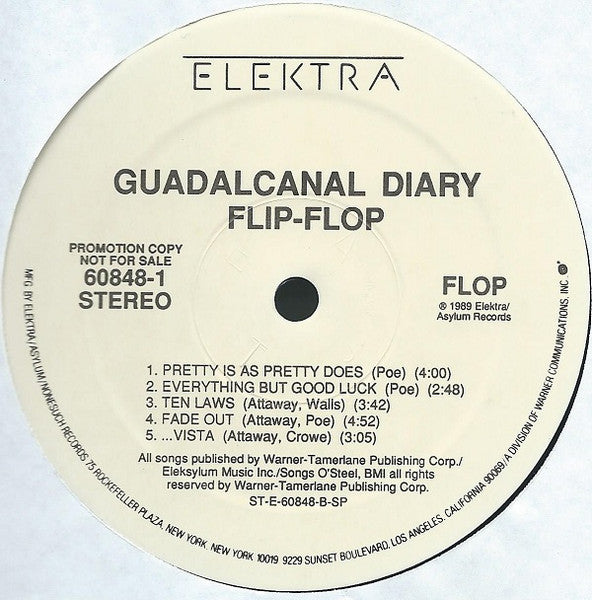 ELEKTRA
GUADALCANAL DIARY
FLIP-FLOP
PROMOTION COPY
NOT FOR SALE
60848-1
STEREO
FLOP
℗ 1989 Elektra/
Asylum Records
1. PRETTY IS AS PRETTY DOES (Poe) (4:00)
2. EVERYTHING BUT GOOD LUCK (Poe) (2:48)
3. TEN LAWS (Attaway, Walls) (3:42)
4. FADE OUT (Attaway, Poe) (4:52)
5. ...VISTA (Attaway, Crowe) (3:05)
All songs published by Warner-Tamerlane Publishing Corp./
Eleksylum Music Inc./Songs O'Steel, BMI all rights
reserved by Warner-Tamerlane Publishing Corp.
ST-E-60848-B-SP
MFG. BY ELEKTRA/ASYLUM/NONESUCH RECORDS 75 ROCKEFELLER PLAZA, NEW YORK, NEW YORK 10019 9229 SUNSET BOULEVARD, LOS ANGELES, CALIFORNIA 90069/A DIVISION OF WARNER COMMUNICATIONS, INC